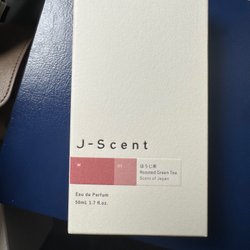 J-Scent
W
ほうじ茶
Roasted Green Tea
Scent of Japan
Eau de Parfum
50mL 1.7 fl.oz.